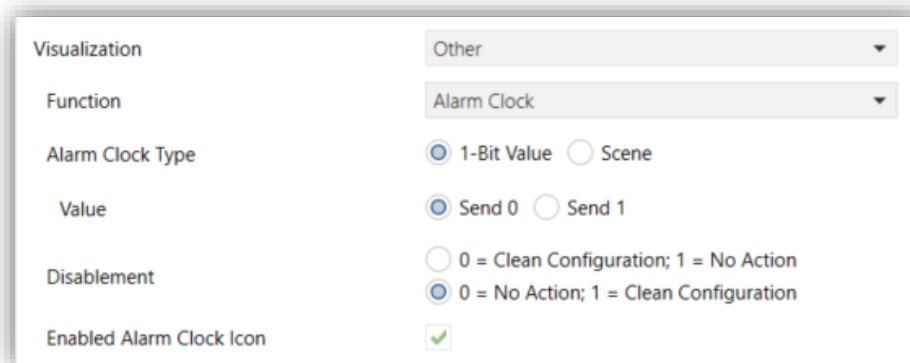 Visualization Other
Function Alarm Clock
Alarm Clock Type 1-Bit Value Scene
Value Send 0 Send 1
0 = Clean Configuration; 1 = No Action
Disablement
0 = No Action; 1 = Clean Configuration
Enabled Alarm Clock Icon